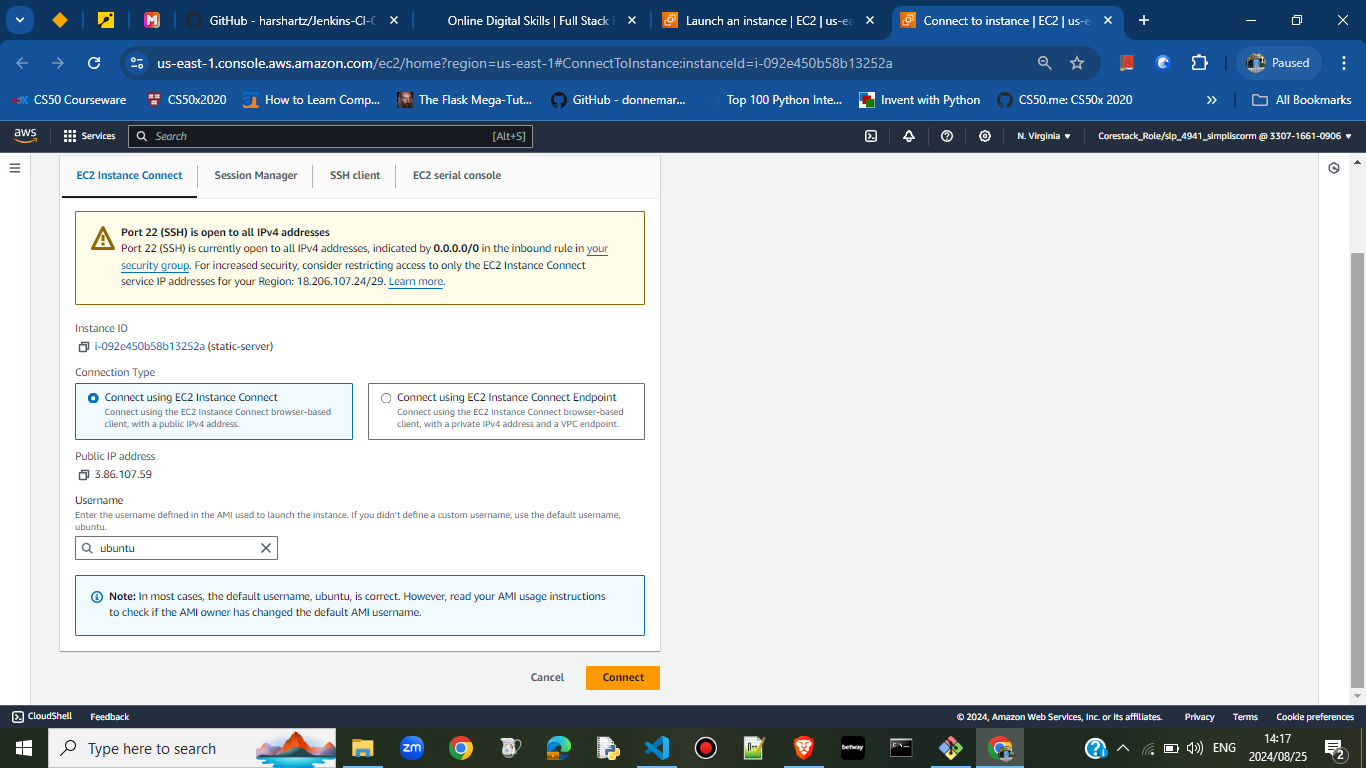 GitHub - harshartz/Jenkins-CI-C
Online Digital Skills | Full Stack
Launch an instance | EC2 | us-ea
Connect to instance | EC2 | us-e
us-east-1.console.aws.amazon.com/ec2/home?region=us-east-1#ConnectToInstance:instanceId=i-092e450b58b13252a
Paused
CS50 Courseware
CS50x2020
How to Learn Comp...
The Flask Mega-Tut...
GitHub - donnemar...
Top 100 Python Inte...
Invent with Python
CS50.me: CS50x 2020
»
All Bookmarks
aws
Services
Search
[Alt+S]
N. Virginia
Corestack_Role/slp_4941_simpliscorm @ 3307-1661-0906
EC2 Instance Connect
Session Manager
SSH client
EC2 serial console
Port 22 (SSH) is open to all IPv4 addresses
Port 22 (SSH) is currently open to all IPv4 addresses, indicated by 0.0.0.0/0 in the inbound rule in your
security group. For increased security, consider restricting access to only the EC2 Instance Connect
service IP addresses for your Region: 18.206.107.24/29. Learn more.
Instance ID
i-092e450b58b13252a (static-server)
Connection Type
Connect using EC2 Instance Connect
Connect using the EC2 Instance Connect browser-based
client, with a public IPv4 address.
Connect using EC2 Instance Connect Endpoint
Connect using the EC2 Instance Connect browser-based
client, with a private IPv4 address and a VPC endpoint.
Public IP address
3.86.107.59
Username
Enter the username defined in the AMI used to launch the instance. If you didn't define a custom username, use the default username,
ubuntu.
ubuntu
Note: In most cases, the default username, ubuntu, is correct. However, read your AMI usage instructions
to check if the AMI owner has changed the default AMI username.
Cancel
Connect
CloudShell
Feedback
© 2024, Amazon Web Services, Inc. or its affiliates.
Privacy
Terms
Cookie preferences
Type here to search
zm
betway
ENG
14:17
2024/08/25
2